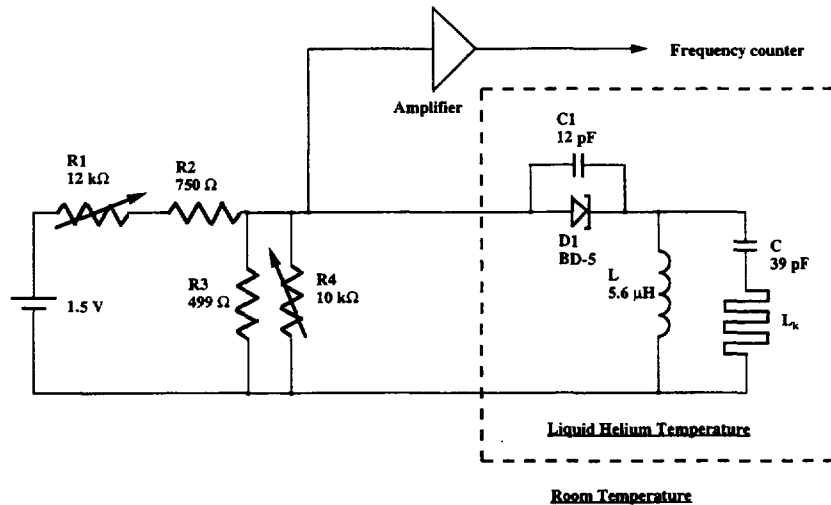 Frequency counter
Amplifier
C1
12 pF
R1
12 kΩ
R2
750 Ω
D1
BD-5
C
39 pF
R3
499 Ω
R4
10 kΩ
L
5.6 μH
1.5 V
Lk
Liquid Helium Temperature
Room Temperature